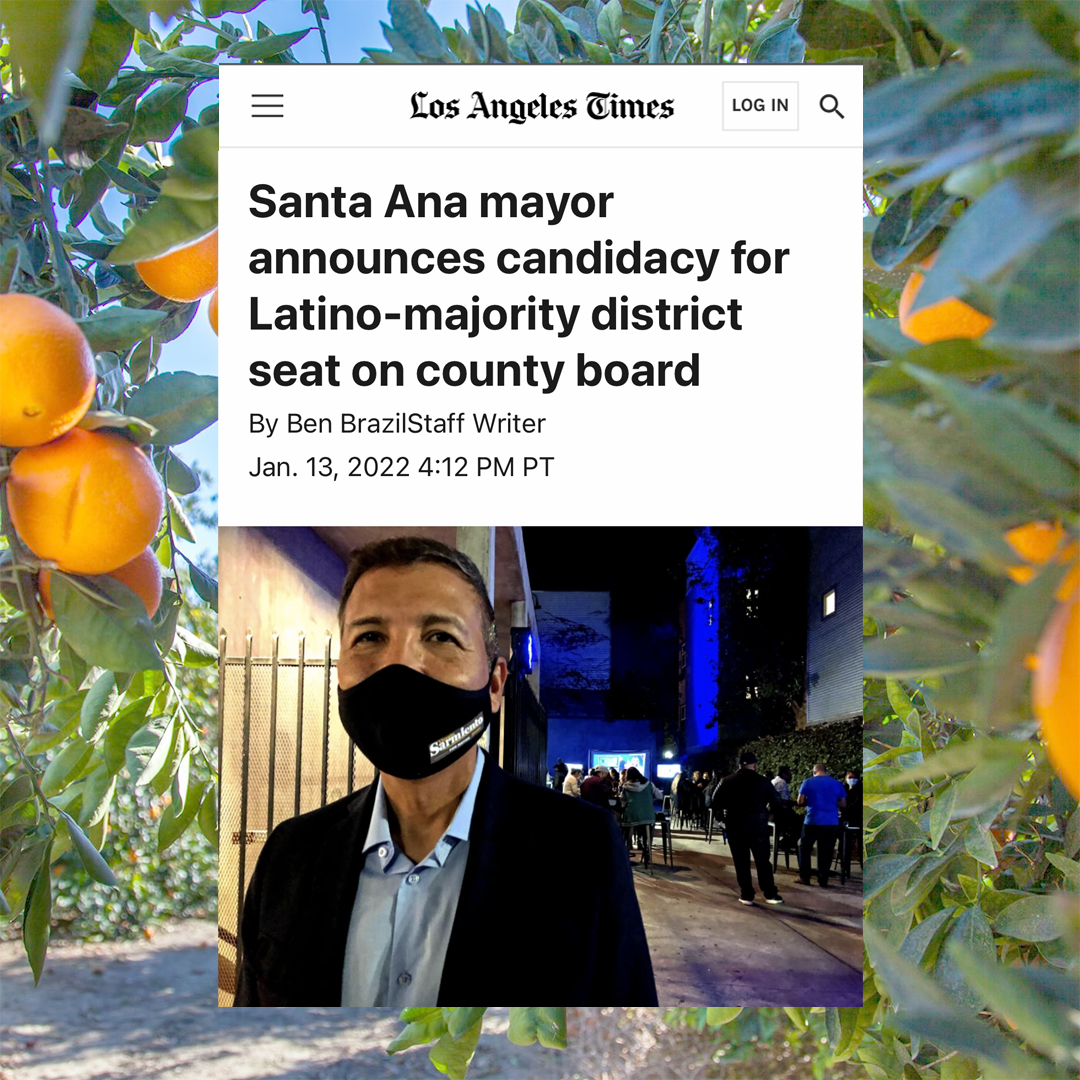 Los Angeles Times
LOG IN
Santa Ana mayor
announces candidacy for
Latino-majority district
seat on county board
By Ben BrazilStaff Writer
Jan. 13, 2022 4:12 PM PT
Sarmiento